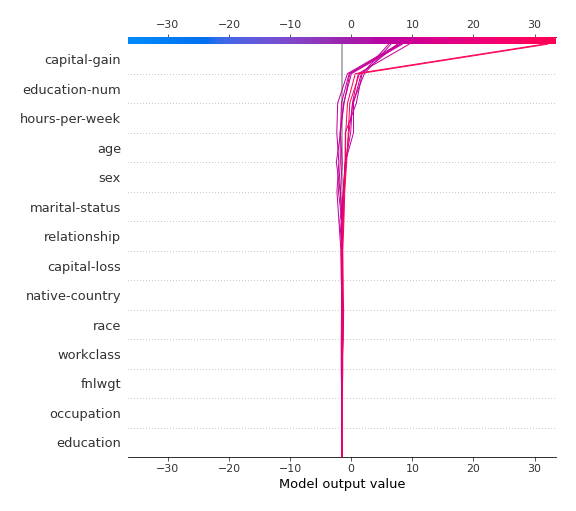 −30 −20 −10 0 10 20 30
capital-gain
education-num
hours-per-week
age
sex
marital-status
relationship
capital-loss
native-country
race
workclass
fnlwgt
occupation
education
−30 −20 −10 0 10 20 30
Model output value